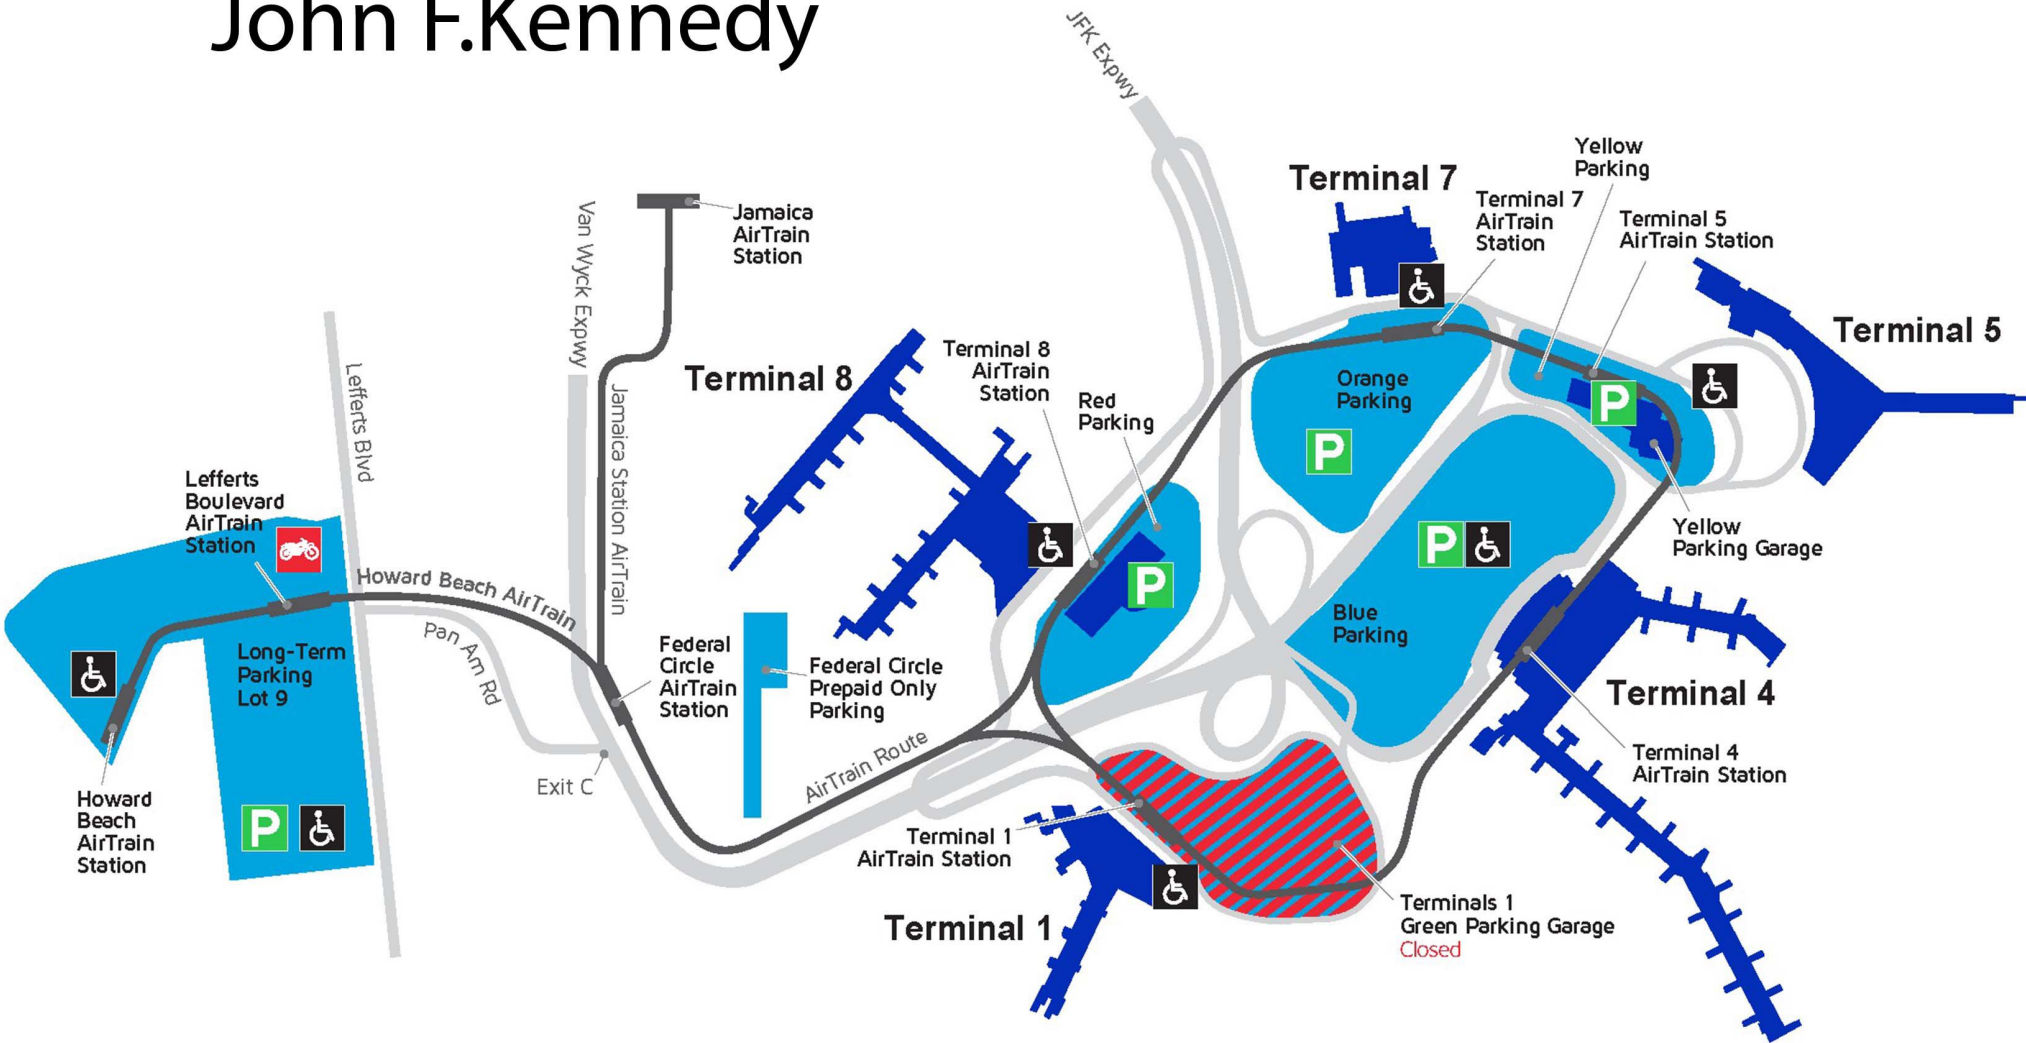 John F.Kennedy
JFK Expwy
Yellow
Parking
Terminal 7
Terminal 7
AirTrain
Station
Terminal 5
AirTrain Station
Jamaica
AirTrain
Station
Van Wyck Expwy
Terminal 5
Terminal 8
Terminal 8
AirTrain
Station
Red
Parking
Orange
Parking
P
P
Lefferts Blvd
Jamaica Station AirTrain
Lefferts
Boulevard
AirTrain
Station
Yellow
Parking Garage
P
P
Howard Beach AirTrain
Pan Am Rd
Blue
Parking
Long-Term
Parking
Lot 9
Federal
Circle
AirTrain
Station
Federal Circle
Prepaid Only
Parking
Terminal 4
Terminal 4
AirTrain Station
AirTrain Route
Exit C
Howard
Beach
AirTrain
Station
P
Terminal 1
AirTrain Station
Terminal 1
Terminals 1
Green Parking Garage
Closed